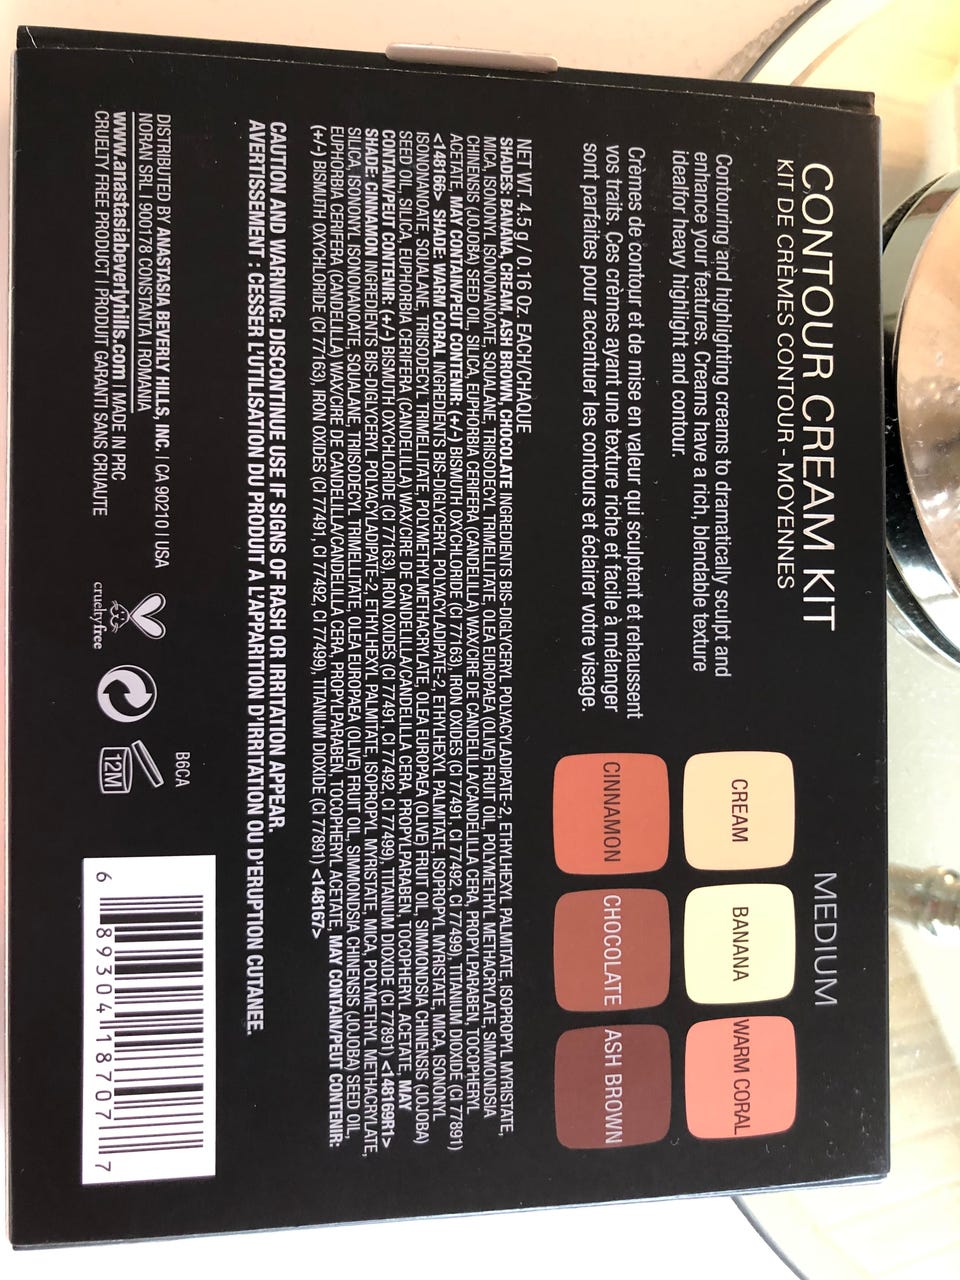 CONTOUR CREAM KIT
KIT DE CRÈMES CONTOUR - MOYENNES
MEDIUM
Contouring and highlighting creams to dramatically sculpt and
enhance your features. Creams have a rich, blendable texture
idealfor heavy highlight and contour.
Crèmes de contour et de mise en valeur qui sculptent et rehaussent
vos traits. Ces crèmes ayant une texture riche et facile à mélanger
sont parfaites pour accentuer les contours et éclairer votre visage.
CREAM
BANANA
WARM CORAL
CINNAMON
CHOCOLATE
ASH BROWN
NET WT. 4,5 g / 0.16 Oz. EACH/CHAQUE
SHADES: BANANA, CREAM, ASH BROWN, CHOCOLATE INGREDIENTS BIS-DIGLYCERYL POLYACYLADIPATE-2, ETHYLHEXYL PALMITATE, ISOPROPYL MYRISTATE,
MICA, ISONONYL ISONONANOATE, SQUALANE, TRIISODECYL TRIMELLITATE, OLEA EUROPAEA (OLIVE) FRUIT OIL, POLYMETHYL METHACRYLATE, SIMMONDSIA
CHINENSIS (JOJOBA) SEED OIL, SILICA, EUPHORBIA CERIFERA (CANDELILLA) WAX/CIRE DE CANDELILLA/CANDELILLA CERA, PROPYLPARABEN, TOCOPHERYL
ACETATE, MAY CONTAIN/PEUT CONTENIR: (+/-) BISMUTH OXYCHLORIDE (CI 77163), IRON OXIDES (CI 77491, CI 77492, CI 77499), TITANIUM DIOXIDE (CI 77891)
<148166> SHADE: WARM CORAL INGREDIENTS BIS-DIGLYCERYL POLYACYLADIPATE-2, ETHYLHEXYL PALMITATE, ISOPROPYL MYRISTATE, MICA, ISONONYL
ISONONANOATE, SQUALANE, TRIISODECYL TRIMELLITATE, POLYMETHYL METHACRYLATE, OLEA EUROPAEA (OLIVE) FRUIT OIL, SIMMONDSIA CHINENSIS (JOJOBA)
SEED OIL, SILICA, EUPHORBIA CERIFERA (CANDELILLA) WAX/CIRE DE CANDELILLA/CANDELILLA CERA, PROPYLPARABEN, TOCOPHERYL ACETATE, MAY
CONTAIN/PEUT CONTENIR: (+/-) BISMUTH OXYCHLORIDE (CI 77163), IRON OXIDES (CI 77491, CI 77492, CI 77499), TITANIUM DIOXIDE (CI 77891) <148169R1>
SHADE: CINNAMON INGREDIENTS BIS-DIGLYCERYL POLYACYLADIPATE-2, ETHYLHEXYL PALMITATE, ISOPROPYL MYRISTATE, MICA, POLYMETHYL METHACRYLATE,
SILICA, ISONONYL ISONONANOATE, SQUALANE, TRIISODECYL TRIMELLITATE, OLEA EUROPAEA (OLIVE) FRUIT OIL, SIMMONDSIA CHINENSIS (JOJOBA) SEED OIL,
EUPHORBIA CERIFERA (CANDELILLA) WAX/CIRE DE CANDELILLA/CANDELILLA CERA, PROPYLPARABEN, TOCOPHERYL ACETATE, MAY CONTAIN/PEUT CONTENIR:
(+/-) BISMUTH OXYCHLORIDE (CI 77163), IRON OXIDES (CI 77491, CI 77492, CI 77499), TITANIUM DIOXIDE (CI 77891) <148167>
CAUTION AND WARNING: DISCONTINUE USE IF SIGNS OF RASH OR IRRITATION APPEAR.
AVERTISSEMENT : CESSER L'UTILISATION DU PRODUIT A L'APPARITION D'IRRITATION OU D'ERUPTION CUTANEE.
DISTRIBUTED BY ANASTASIA BEVERLY HILLS, INC. | CA 90210 | USA
NORAN SRL | 900178 CONSTANTA | ROMANIA
www.anastasiabeverlyhills.com | MADE IN PRC
CRUELTY FREE PRODUCT | PRODUIT GARANTI SANS CRUAUTE
cruelty free
B6CA
12M
6 89304 18707 7